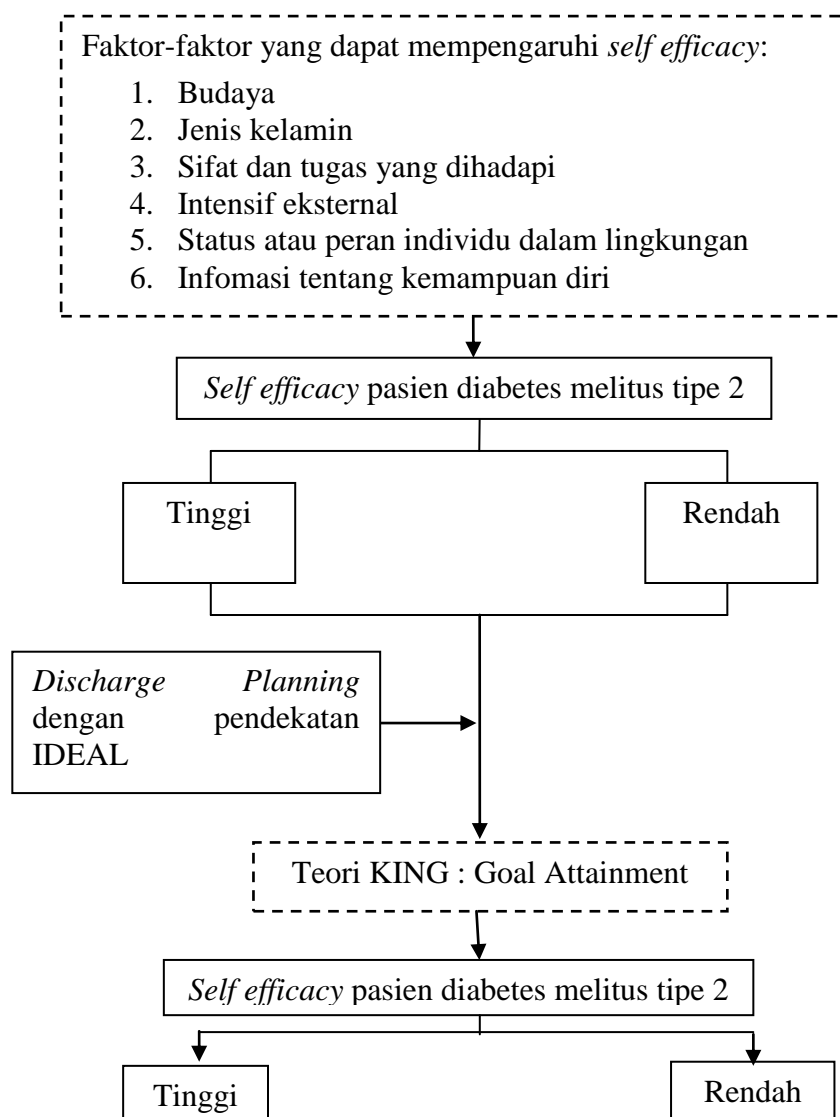 Faktor-faktor yang dapat mempengaruhi self efficacy:
1. Budaya
2. Jenis kelamin
3. Sifat dan tugas yang dihadapi
4. Intensif eksternal
5. Status atau peran individu dalam lingkungan
6. Infomasi tentang kemampuan diri
Self efficacy pasien diabetes melitus tipe 2
Tinggi
Rendah
Discharge Planning
dengan pendekatan
IDEAL
Teori KING : Goal Attainment
Self efficacy pasien diabetes melitus tipe 2
Tinggi
Rendah